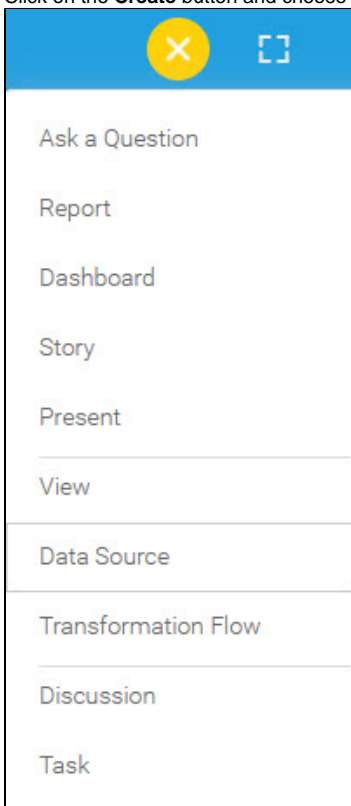 Click on the Create button and choose
Ask a Question
Report
Dashboard
Story
Present
View
Data Source
Transformation Flow
Discussion
Task